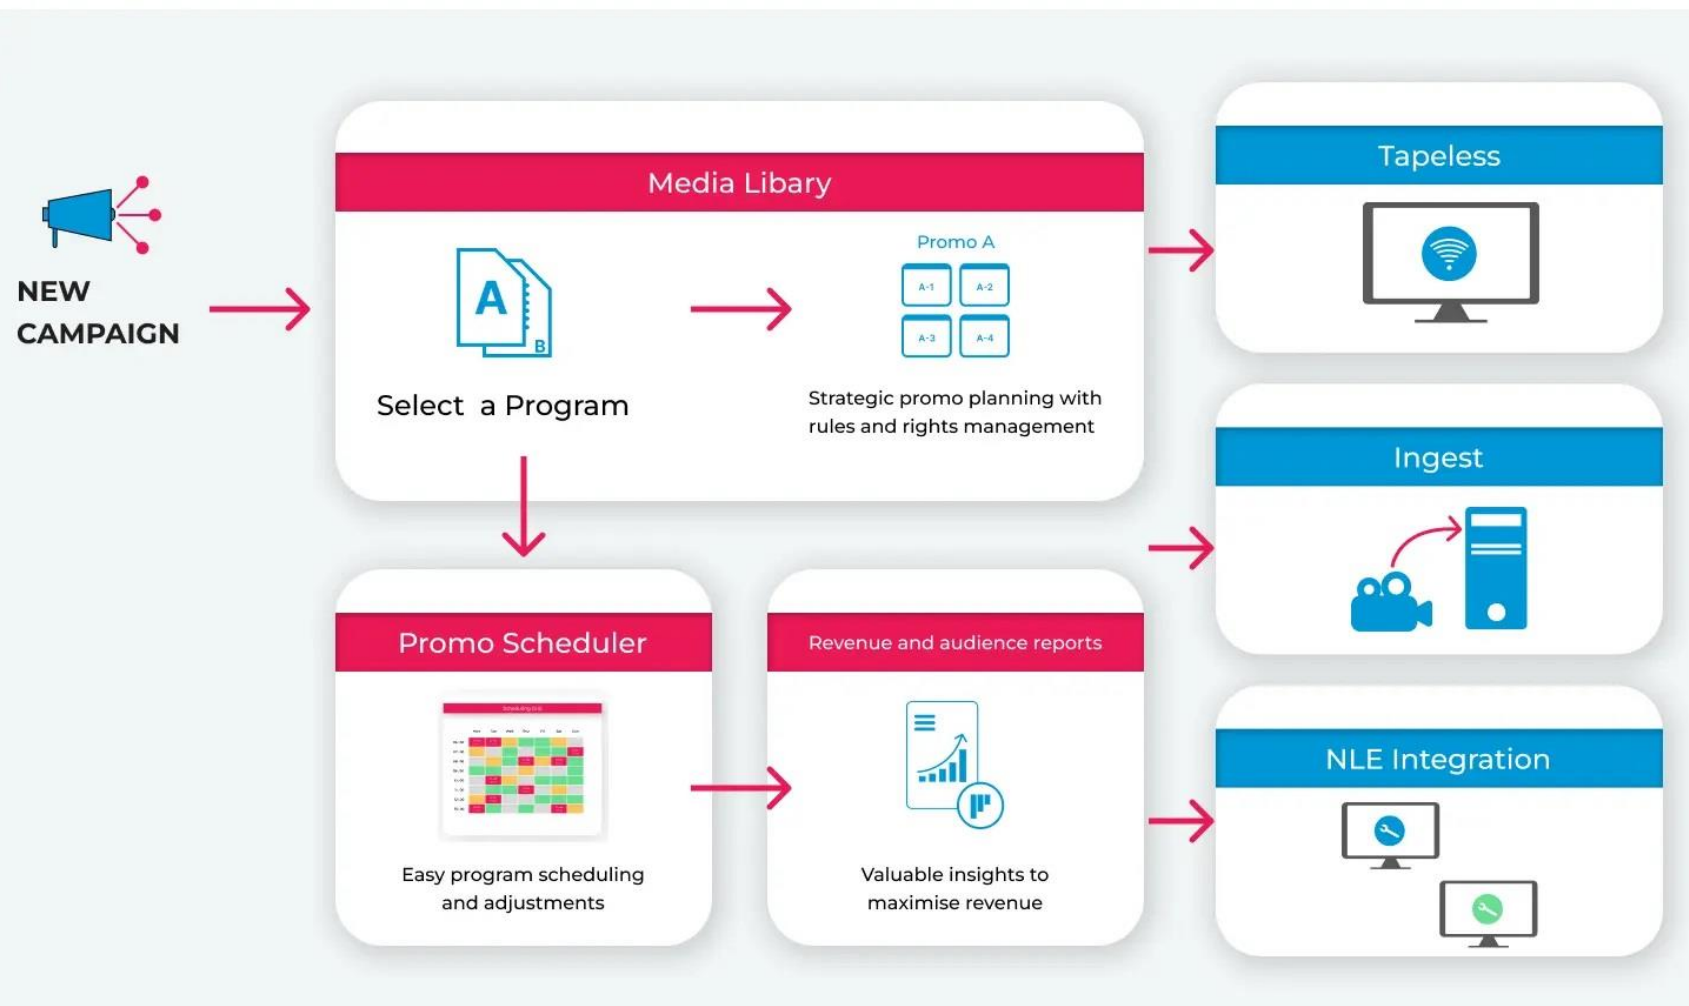 NEW
CAMPAIGN
Media Libary
A
B
Select a Program
Promo A
A-1
A-2
A-3
A-4
Strategic promo planning with
rules and rights management
Promo Scheduler
Easy program scheduling
and adjustments
Revenue and audience reports
Valuable insights to
maximise revenue
Tapeless
Ingest
NLE Integration